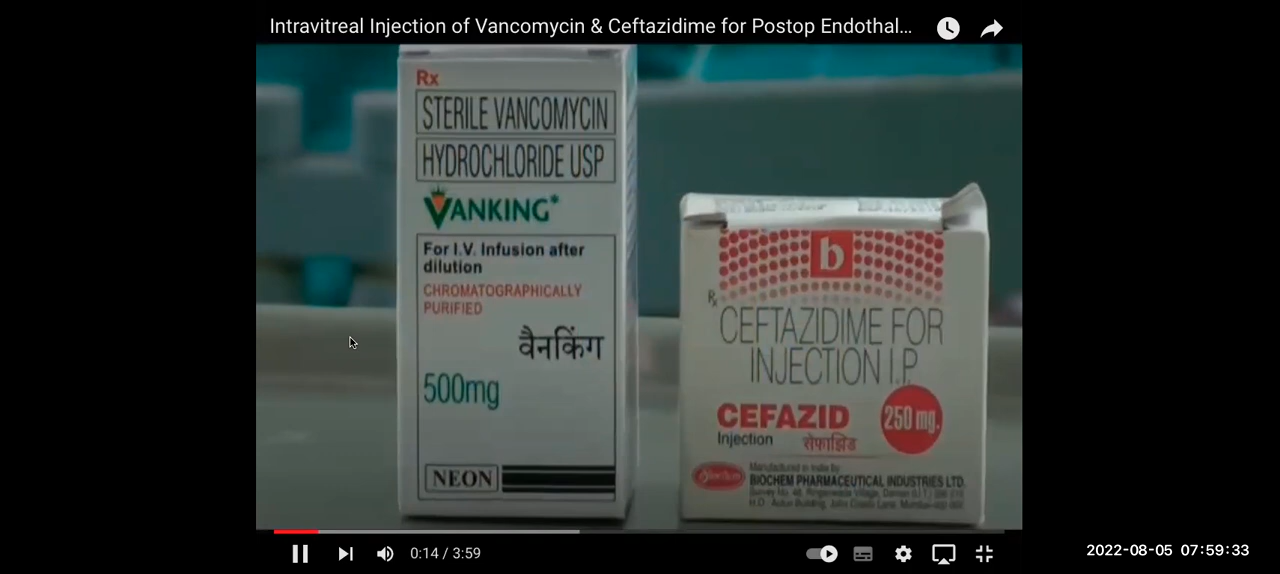 Intravitreal Injection of Vancomycin & Ceftazidime for Postop Endothal...
Rx
STERILE VANCOMYCIN
HYDROCHLORIDE USP
VANKING*
For I.V. Infusion after
dilution
CHROMATOGRAPHICALLY
PURIFIED
वैनकिंग
500mg
NEON
b
Rx
CEFTAZIDIME FOR
INJECTION I.P.
CEFAZID
250 mg.
Injection सेफाझिड
Manufactured in India by:
BIOCHEM PHARMACEUTICAL INDUSTRIES LTD.
0:14 / 3:59
2022-08-05 07:59:33